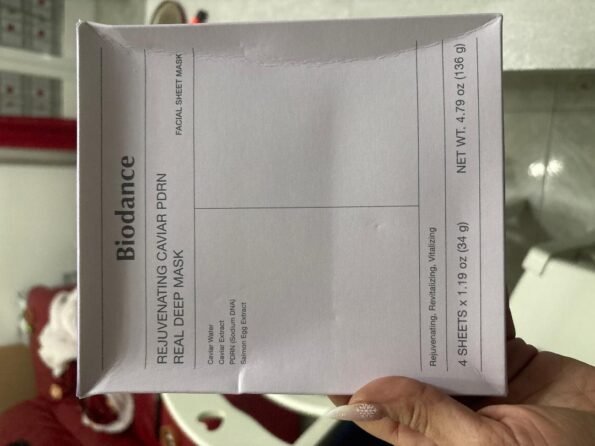 Biodance
REJUVENATING CAVIAR PDRN
REAL DEEP MASK
FACIAL SHEET MASK
Caviar Water
Caviar Extract
PDRN (Sodium DNA)
Salmon Egg Extract
Rejuvenating, Revitalizing, Vitalizing
4 SHEETS x 1.19 oz (34 g)
NET WT. 4.79 oz (136 g)